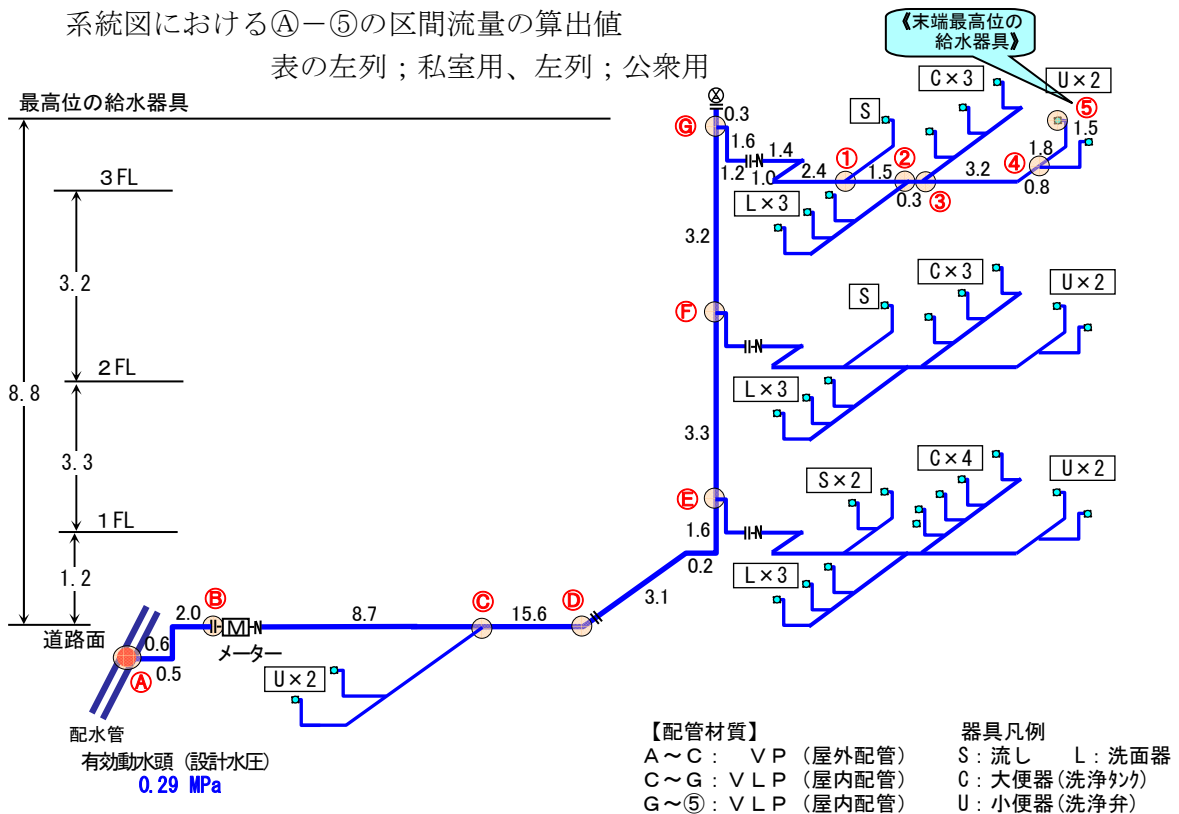 系統図におけるⒶ－⑤の区間流量の算出値
表の左列；私室用、左列；公衆用
《末端最高位の
給水器具》
最高位の給水器具
3FL
3.2
2FL
8.8
3.3
1FL
1.2
道路面
Ⓖ
0.3
1.6
1.2
1.4
1.0
2.4
①
S
1.5
②
0.3
③
C×3
3.2
U×2
⑤
1.5
1.8
④
0.8
L×3
3.2
Ⓕ
S
C×3
U×2
L×3
3.3
Ⓔ
1.6
0.2
S×2
C×4
U×2
L×3
3.1
Ⓐ
0.6
0.5
2.0
Ⓑ
M
N
メーター
8.7
Ⓒ
15.6
Ⓓ
U×2
配水管
有効動水頭（設計水圧）
0.29 MPa
【配管材質】
A～C： VP（屋外配管）
C～G：VLP（屋内配管）
G～⑤：VLP（屋内配管）
器具凡例
S：流し L：洗面器
C：大便器(洗浄ﾀﾝｸ)
U：小便器(洗浄弁)